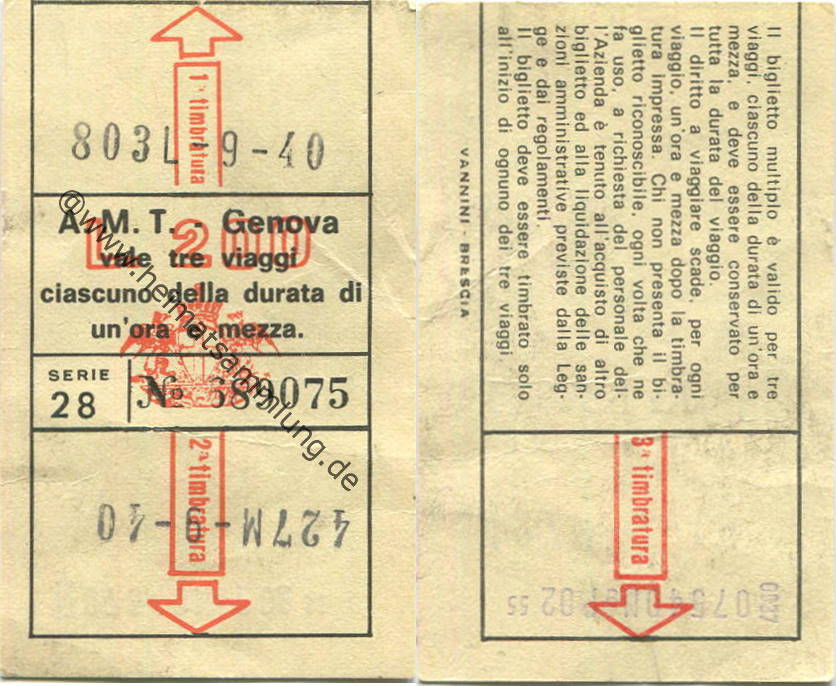 1ª timbratura
803L 19-40
A.M.T. - Genova
L. 200
vale tre viaggi
ciascuno della durata di
un'ora e mezza.
SERIE
28
№ 689075
2ª timbratura
427M-9-40
@www.heimatsammlung.de
Il biglietto multiplo è valido per tre
viaggi, ciascuno della durata di un'ora e
mezza, e deve essere conservato per
tutta la durata del viaggio.
Il diritto a viaggiare scade, per ogni
viaggio, un'ora e mezza dopo la timbra-
tura impressa. Chi non presenta il bi-
glietto riconoscibile, ogni volta che ne
fa uso, a richiesta del personale del-
l'Azienda è tenuto all'acquisto di altro
biglietto ed alla liquidazione delle san-
zioni amministrative previste dalla Leg-
ge e dai regolamenti.
Il biglietto deve essere timbrato solo
all'inizio di ognuno dei tre viaggi
VANNINI - BRESCIA
3ª timbratura
0037
02 55